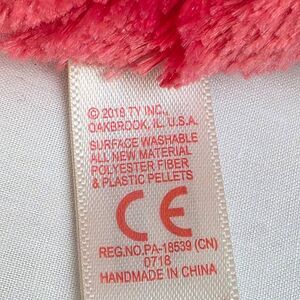 © 2018 TY INC.,
OAKBROOK, IL. U.S.A.
SURFACE WASHABLE
ALL NEW MATERIAL
POLYESTER FIBER
& PLASTIC PELLETS
CE
REG.NO.PA-18539 (CN)
0718
HANDMADE IN CHINA